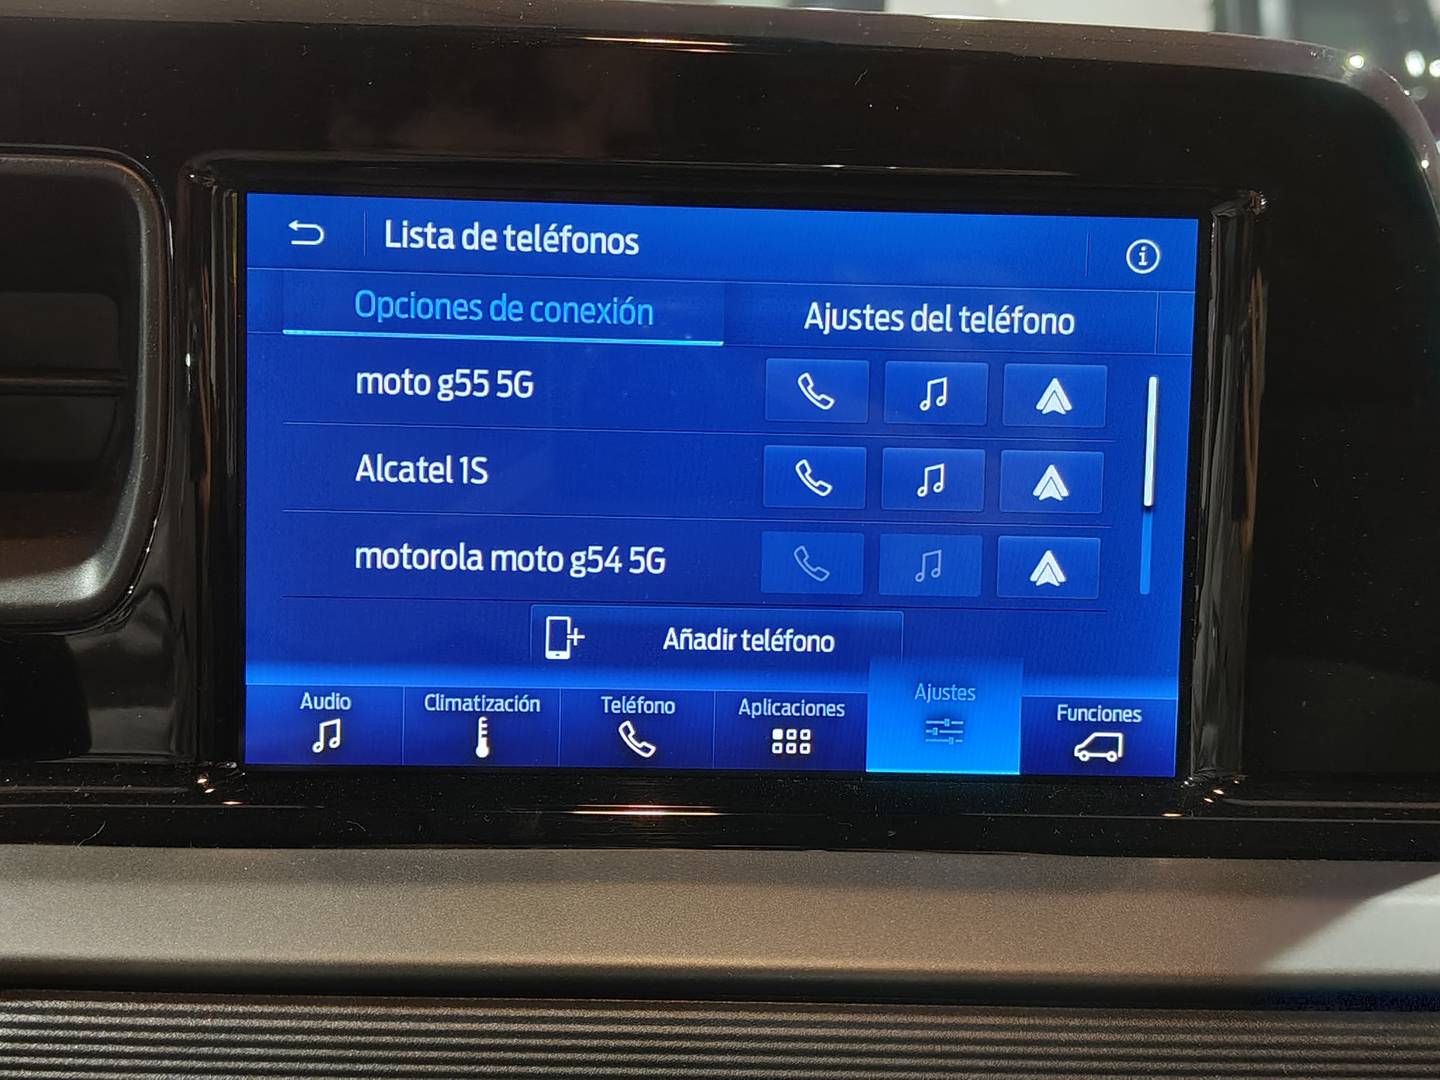 Lista de teléfonos
Opciones de conexión
Ajustes del teléfono
moto g55 5G
Alcatel 1S
motorola moto g54 5G
Añadir teléfono
Audio
Climatización
Teléfono
Aplicaciones
Ajustes
Funciones